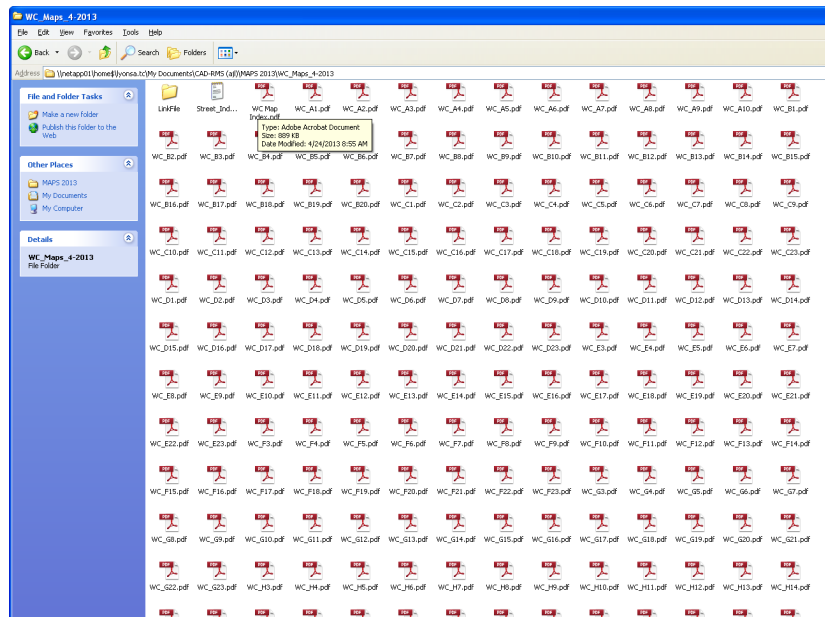 WC_Maps_4-2013
File Edit View Favorites Tools Help
Back Search Folders
Address \\netapp01\home$\lyonsa.tc\My Documents\CAD-RMS (ajl)\MAPS 2013\WC_Maps_4-2013
File and Folder Tasks
Make a new folder
Publish this folder to the
Web
Other Places
MAPS 2013
My Documents
My Computer
Details
WC_Maps_4-2013
File Folder
LinkFile Street_Ind... WC Map WC_A1.pdf WC_A2.pdf WC_A3.pdf WC_A4.pdf WC_A5.pdf WC_A6.pdf WC_A7.pdf WC_A8.pdf WC_A9.pdf WC_A10.pdf WC_B1.pdf
Index.pdf
Type: Adobe Acrobat Document
Size: 889 KB
Date Modified: 4/24/2013 8:55 AM
WC_B2.pdf WC_B3.pdf WC_B4.pdf WC_B5.pdf WC_B6.pdf WC_B7.pdf WC_B8.pdf WC_B9.pdf WC_B10.pdf WC_B11.pdf WC_B12.pdf WC_B13.pdf WC_B14.pdf WC_B15.pdf
WC_B16.pdf WC_B17.pdf WC_B18.pdf WC_B19.pdf WC_B20.pdf WC_C1.pdf WC_C2.pdf WC_C3.pdf WC_C4.pdf WC_C5.pdf WC_C6.pdf WC_C7.pdf WC_C8.pdf WC_C9.pdf
WC_C10.pdf WC_C11.pdf WC_C12.pdf WC_C13.pdf WC_C14.pdf WC_C15.pdf WC_C16.pdf WC_C17.pdf WC_C18.pdf WC_C19.pdf WC_C20.pdf WC_C21.pdf WC_C22.pdf WC_C23.pdf
WC_D1.pdf WC_D2.pdf WC_D3.pdf WC_D4.pdf WC_D5.pdf WC_D6.pdf WC_D7.pdf WC_D8.pdf WC_D9.pdf WC_D10.pdf WC_D11.pdf WC_D12.pdf WC_D13.pdf WC_D14.pdf
WC_D15.pdf WC_D16.pdf WC_D17.pdf WC_D18.pdf WC_D19.pdf WC_D20.pdf WC_D21.pdf WC_D22.pdf WC_D23.pdf WC_E3.pdf WC_E4.pdf WC_E5.pdf WC_E6.pdf WC_E7.pdf
WC_E8.pdf WC_E9.pdf WC_E10.pdf WC_E11.pdf WC_E12.pdf WC_E13.pdf WC_E14.pdf WC_E15.pdf WC_E16.pdf WC_E17.pdf WC_E18.pdf WC_E19.pdf WC_E20.pdf WC_E21.pdf
WC_E22.pdf WC_E23.pdf WC_F3.pdf WC_F4.pdf WC_F5.pdf WC_F6.pdf WC_F7.pdf WC_F8.pdf WC_F9.pdf WC_F10.pdf WC_F11.pdf WC_F12.pdf WC_F13.pdf WC_F14.pdf
WC_F15.pdf WC_F16.pdf WC_F17.pdf WC_F18.pdf WC_F19.pdf WC_F20.pdf WC_F21.pdf WC_F22.pdf WC_F23.pdf WC_G3.pdf WC_G4.pdf WC_G5.pdf WC_G6.pdf WC_G7.pdf
WC_G8.pdf WC_G9.pdf WC_G10.pdf WC_G11.pdf WC_G12.pdf WC_G13.pdf WC_G14.pdf WC_G15.pdf WC_G16.pdf WC_G17.pdf WC_G18.pdf WC_G19.pdf WC_G20.pdf WC_G21.pdf
WC_G22.pdf WC_G23.pdf WC_H3.pdf WC_H4.pdf WC_H5.pdf WC_H6.pdf WC_H7.pdf WC_H8.pdf WC_H9.pdf WC_H10.pdf WC_H11.pdf WC_H12.pdf WC_H13.pdf WC_H14.pdf